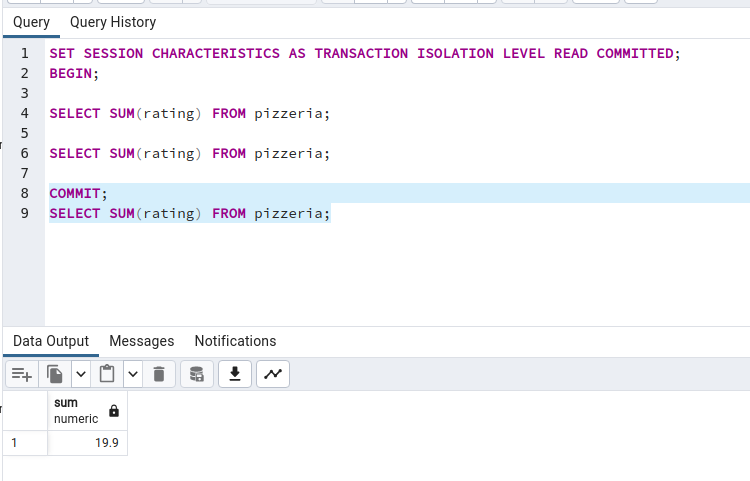 Query Query History
1 SET SESSION CHARACTERISTICS AS TRANSACTION ISOLATION LEVEL READ COMMITTED;
2 BEGIN;
3
4 SELECT SUM(rating) FROM pizzeria;
5
6 SELECT SUM(rating) FROM pizzeria;
7
8 COMMIT;
9 SELECT SUM(rating) FROM pizzeria;
Data Output Messages Notifications
sum
numeric
1 19.9